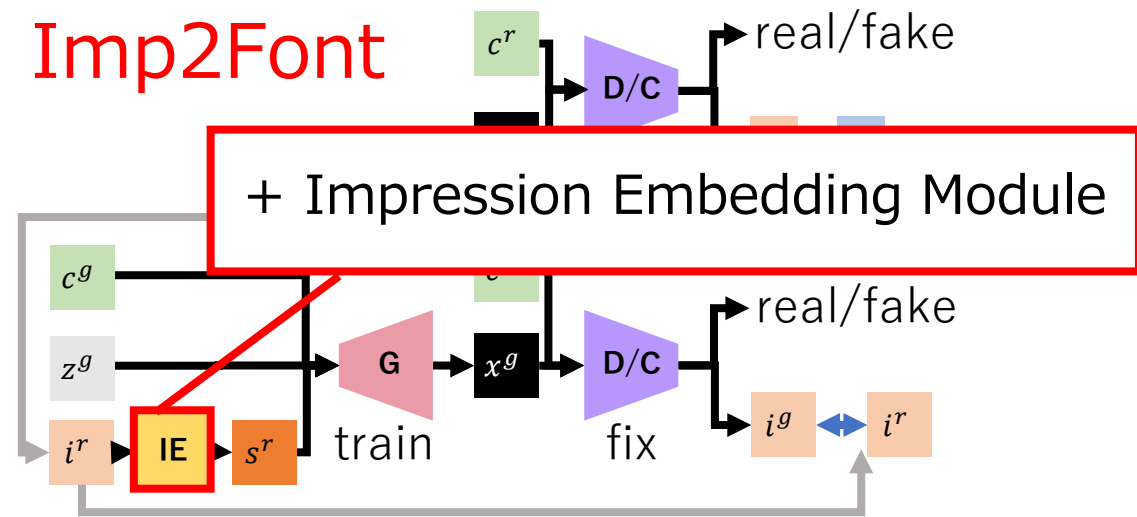 Imp2Font
c^r
D/C
real/fake
+ Impression Embedding Module
c^g
real/fake
z^g
G
x^g
D/C
i^r
IE
s^r
train
fix
i^g
i^r